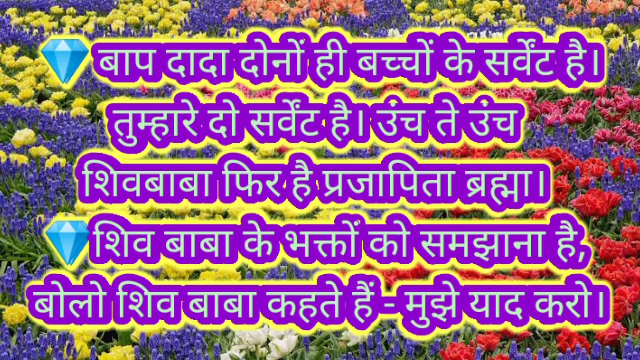 💎 बाप दादा दोनों ही बच्चों के सर्वेंट है।
तुम्हारे दो सर्वेंट है। उंच ते उंच
शिवबाबा फिर है प्रजापिता ब्रह्मा।
💎शिव बाबा के भक्तों को समझाना है,
बोलो शिव बाबा कहते हैं - मुझे याद करो।